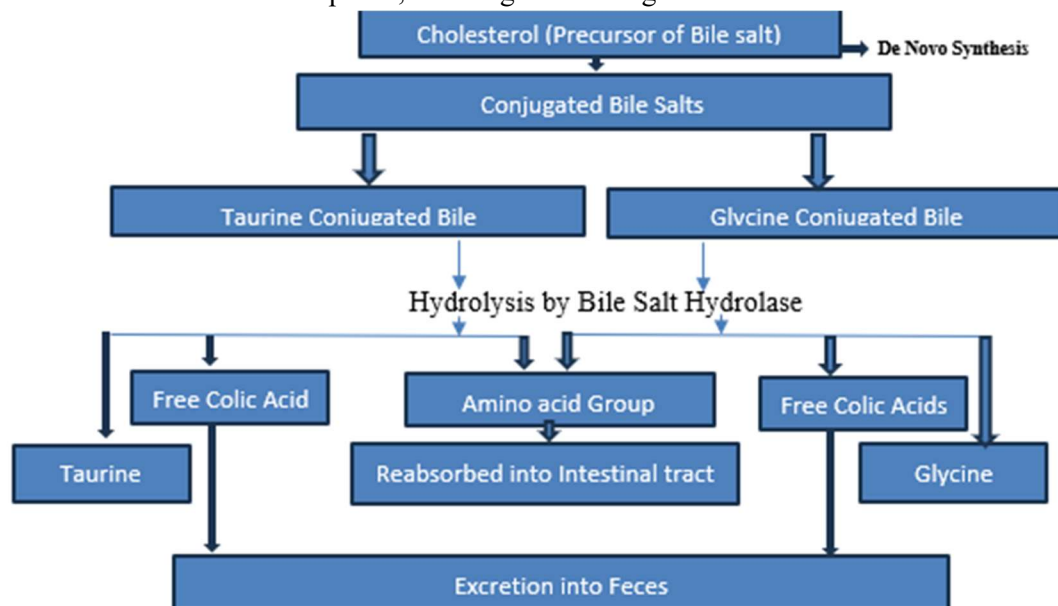 Cholesterol (Precursor of Bile salt)
De Novo Synthesis
Conjugated Bile Salts
Taurine Conjugated Bile
Glycine Conjugated Bile
Hydrolysis by Bile Salt Hydrolase
Free Colic Acid
Amino acid Group
Free Colic Acids
Taurine
Reabsorbed into Intestinal tract
Glycine
Excretion into Feces